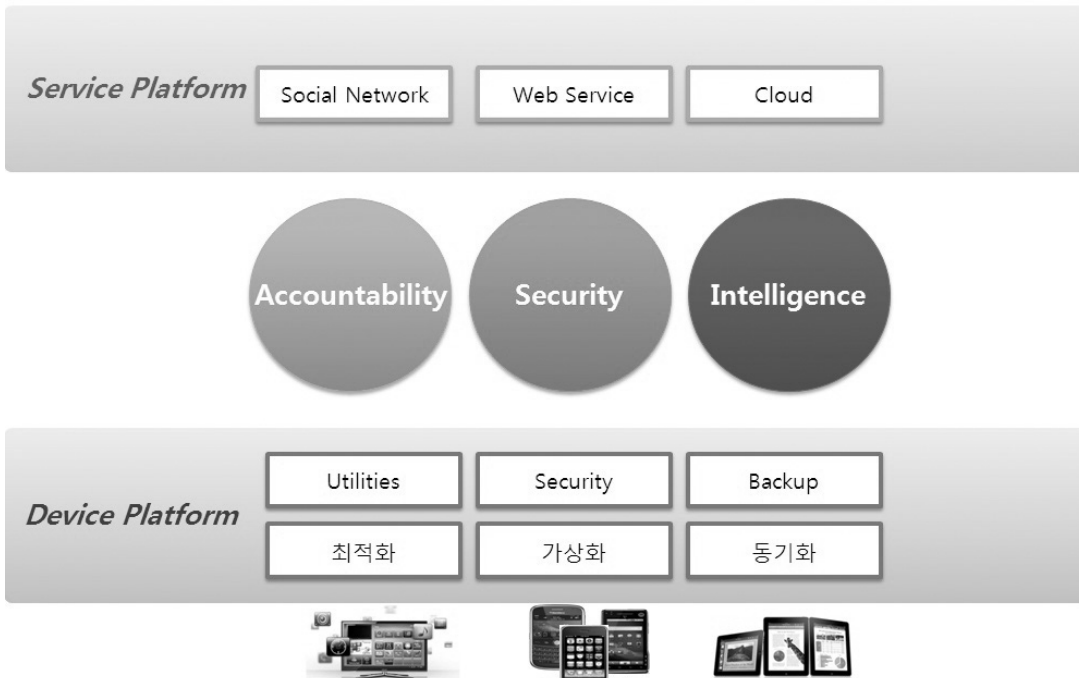 Service Platform
Social Network
Web Service
Cloud
Accountability
Security
Intelligence
Device Platform
Utilities
Security
Backup
최적화
가상화
동기화